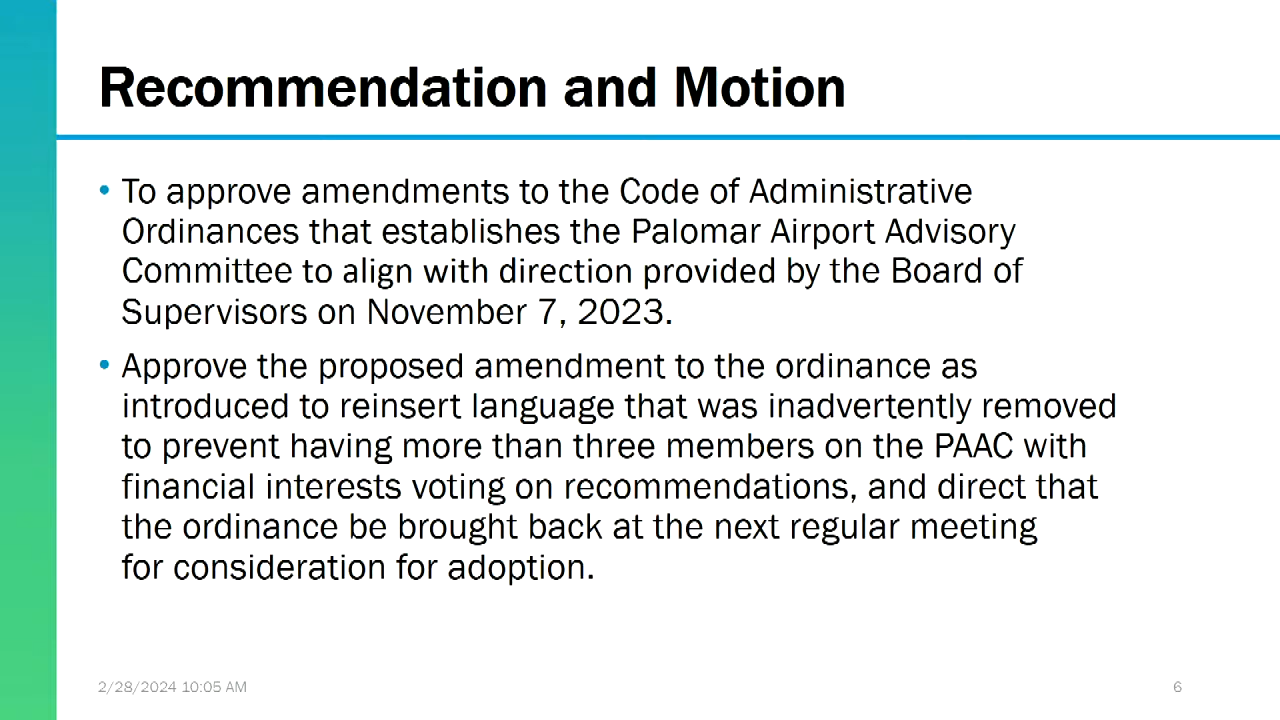 Recommendation and Motion
• To approve amendments to the Code of Administrative
Ordinances that establishes the Palomar Airport Advisory
Committee to align with direction provided by the Board of
Supervisors on November 7, 2023.
• Approve the proposed amendment to the ordinance as
introduced to reinsert language that was inadvertently removed
to prevent having more than three members on the PAAC with
financial interests voting on recommendations, and direct that
the ordinance be brought back at the next regular meeting
for consideration for adoption.
2/28/2024 10:05 AM
6